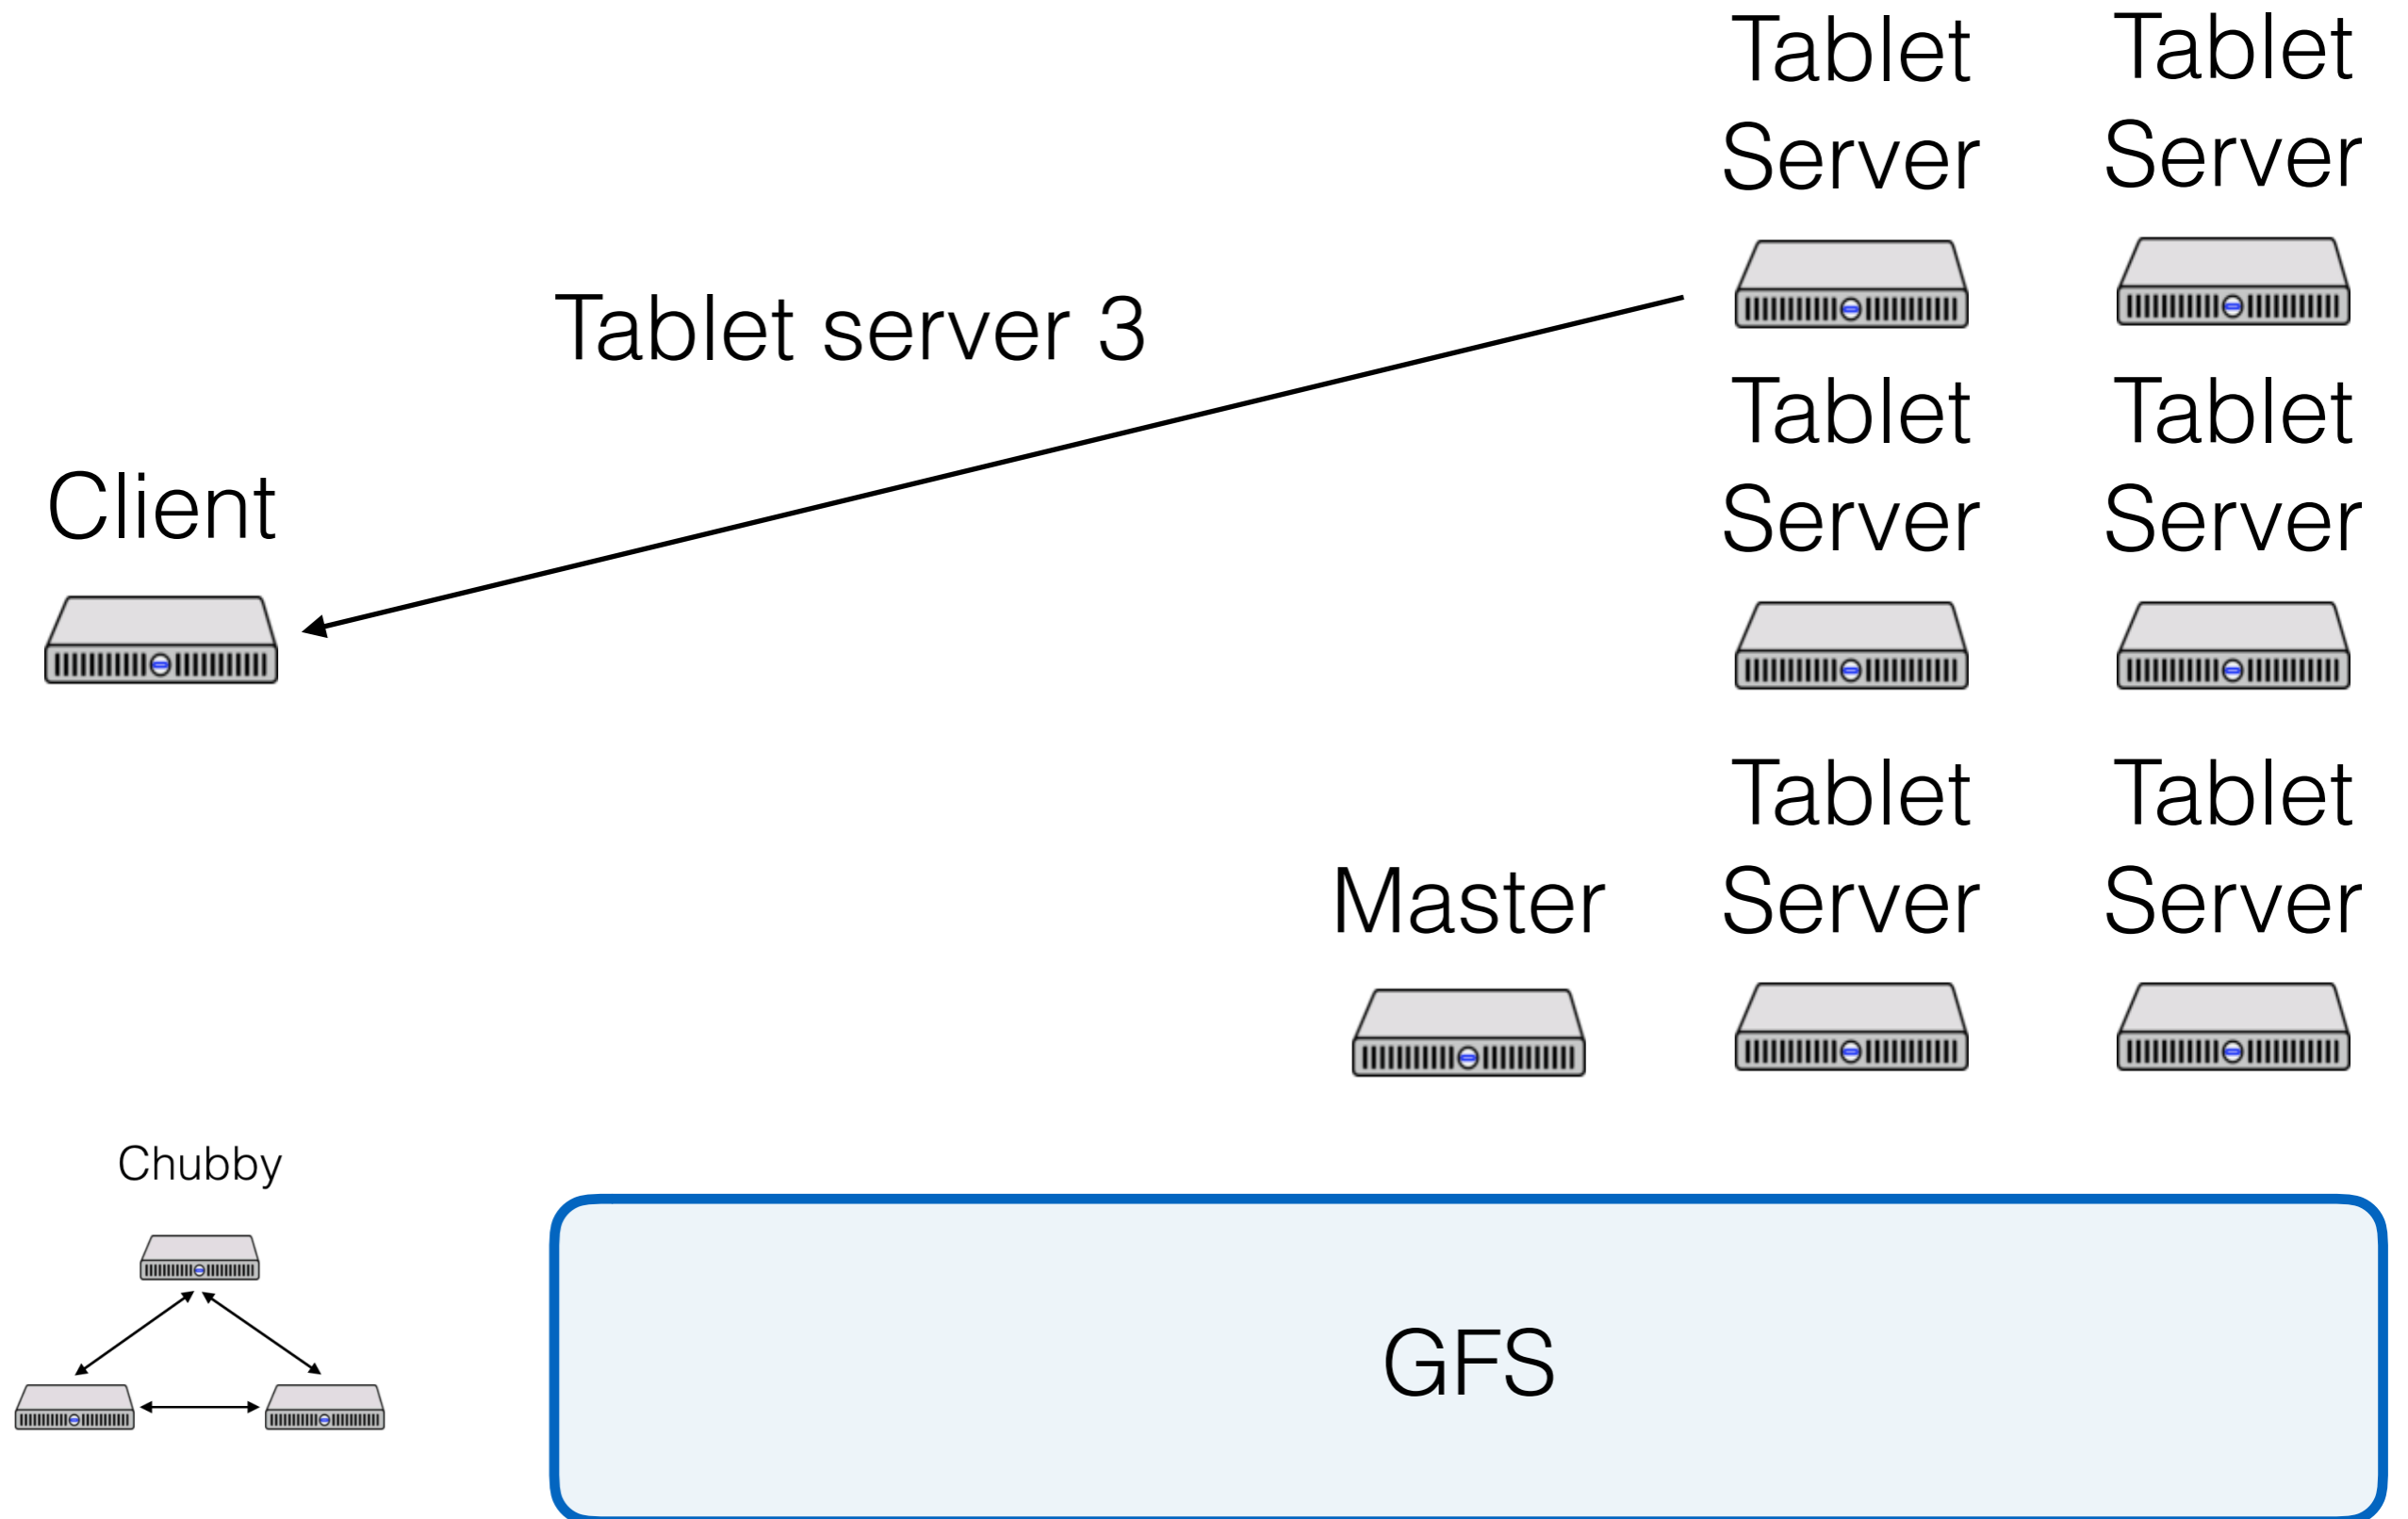 Tablet
Server
Tablet
Server
Tablet server 3
Client
Tablet
Server
Tablet
Server
Master
Tablet
Server
Tablet
Server
Chubby
GFS